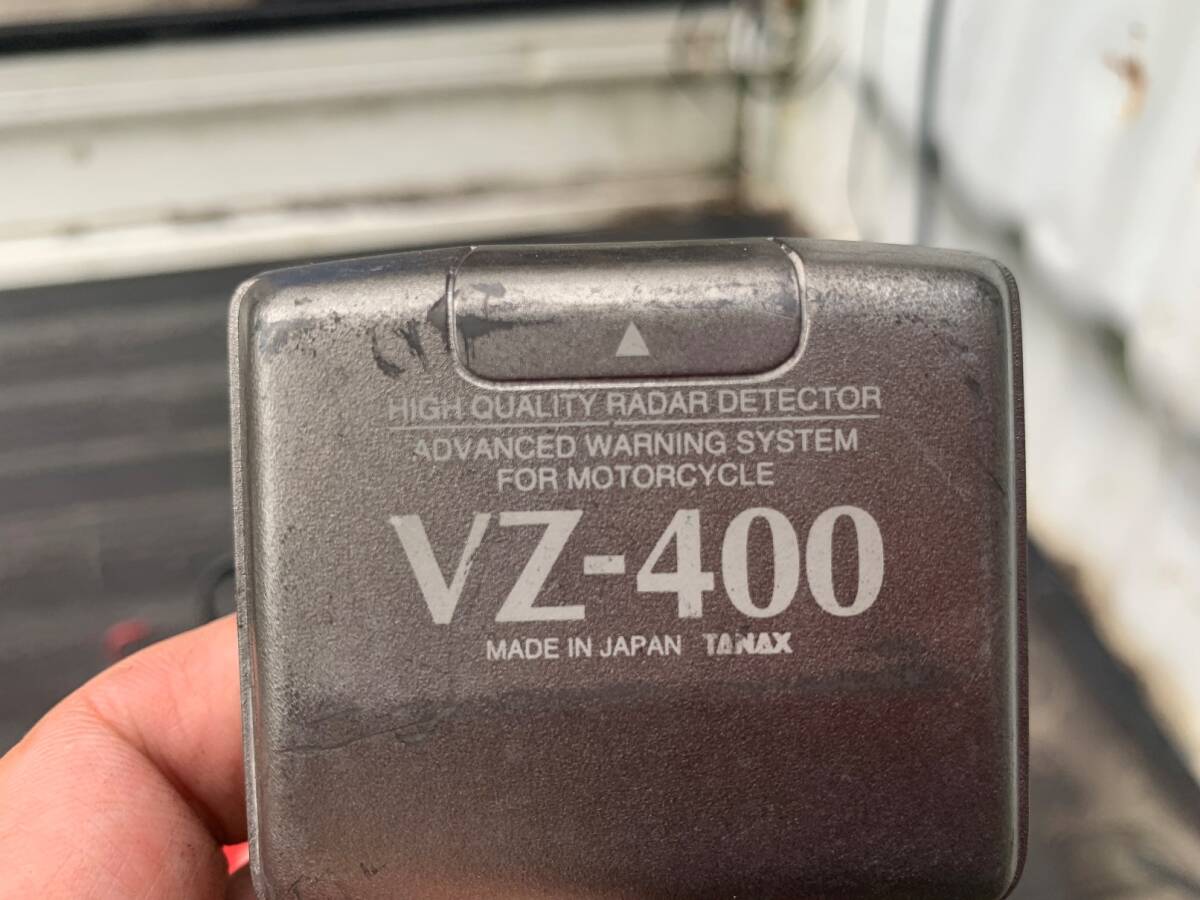 HIGH QUALITY RADAR DETECTOR
ADVANCED WARNING SYSTEM
FOR MOTORCYCLE
VZ-400
MADE IN JAPAN TANAX